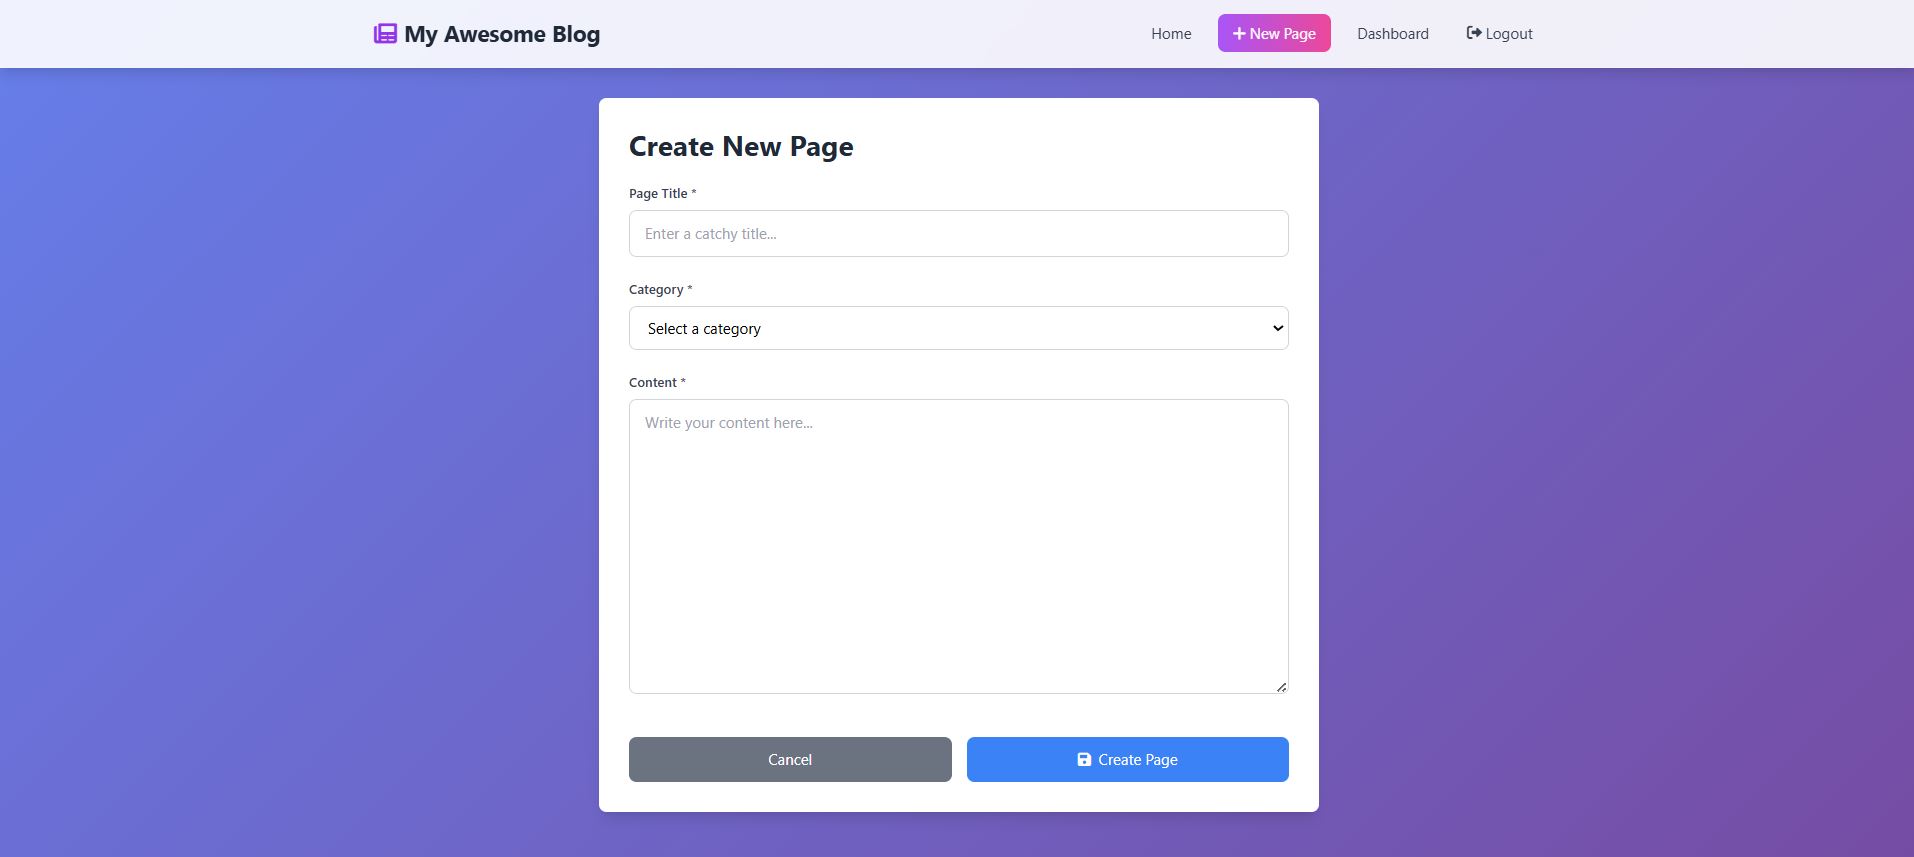 My Awesome Blog
Home
New Page
Dashboard
Logout
Create New Page
Page Title *
Enter a catchy title...
Category *
Select a category
Content *
Write your content here...
Cancel
Create Page